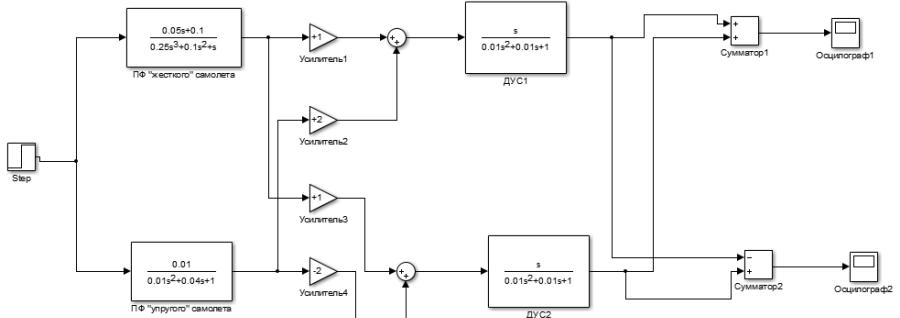 0.05s+0.1
0.25s³+0.1s²+s
ПФ "жесткого" самолета
+1
Усилитель1
+
+
s
0.01s²+0.01s+1
ДУС1
+
+
Сумматор1
Осцилограф1
+2
Усилитель2
Step
+1
Усилитель3
0.01
0.01s²+0.04s+1
ПФ "упругого" самолета
-2
Усилитель4
+
+
s
0.01s²+0.01s+1
ДУС2
−
+
Сумматор2
Осцилограф2